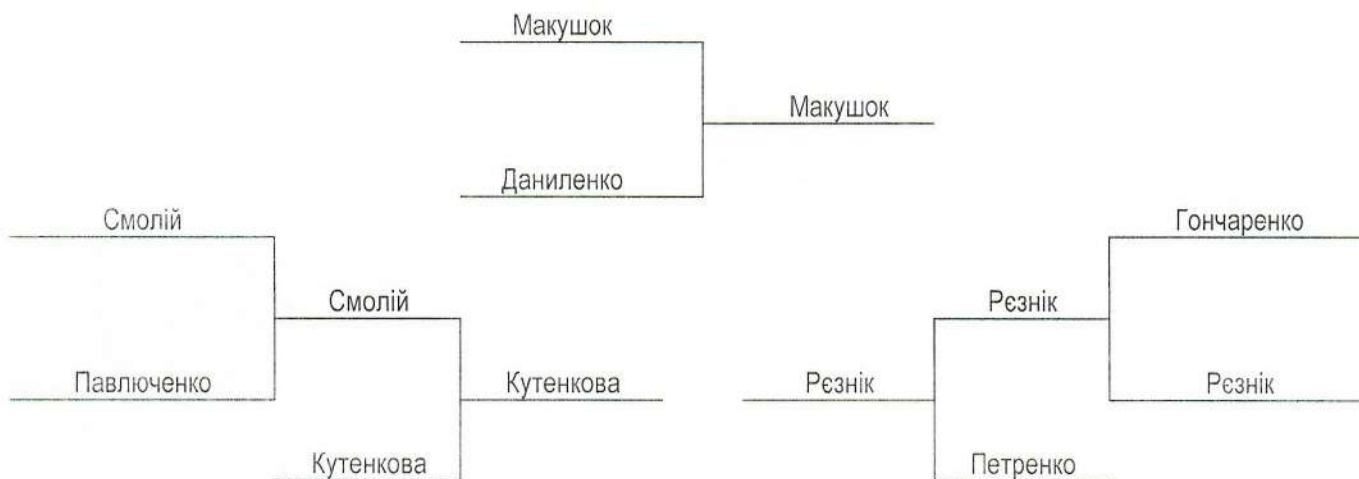 Макушок
Макушок
Даниленко
Смолій
Гончаренко
Смолій
Рєзнік
Павлюченко
Кутенкова
Рєзнік
Рєзнік
Кутенкова
Петренко